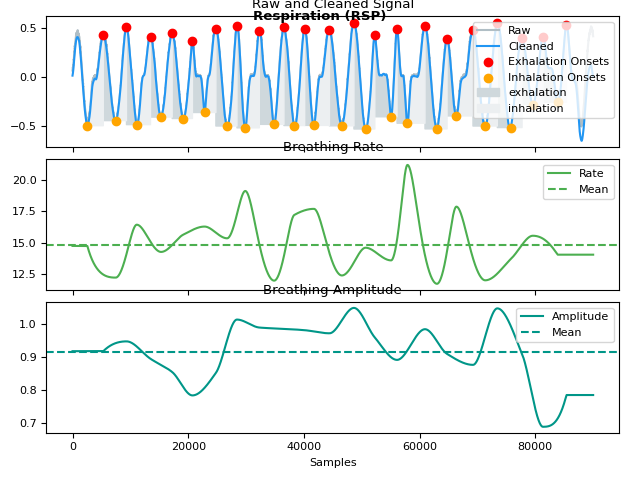 Raw and Cleaned Signal
Respiration (RSP)
0.5
0.0
−0.5
Raw
Cleaned
Exhalation Onsets
Inhalation Onsets
exhalation
inhalation
Breathing Rate
20.0
17.5
15.0
12.5
Rate
Mean
Breathing Amplitude
1.0
0.9
0.8
0.7
Amplitude
Mean
0 20000 40000 60000 80000
Samples